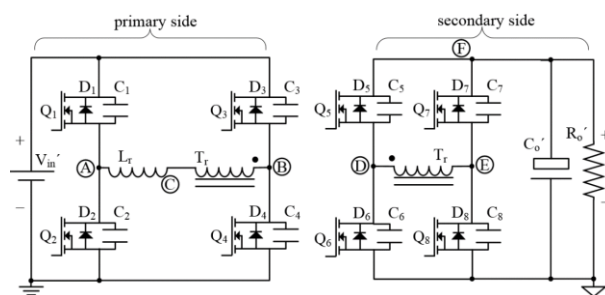 primary side
secondary side
F
D1 C1
D3 C3
D5 C5
D7 C7
Q1
Q3
Q5
Q7
+
Vin´
−
A
Lr
C
Tr
B
D
Tr
E
Co´
Ro´
+
−
D2 C2
D4 C4
D6 C6
D8 C8
Q2
Q4
Q6
Q8